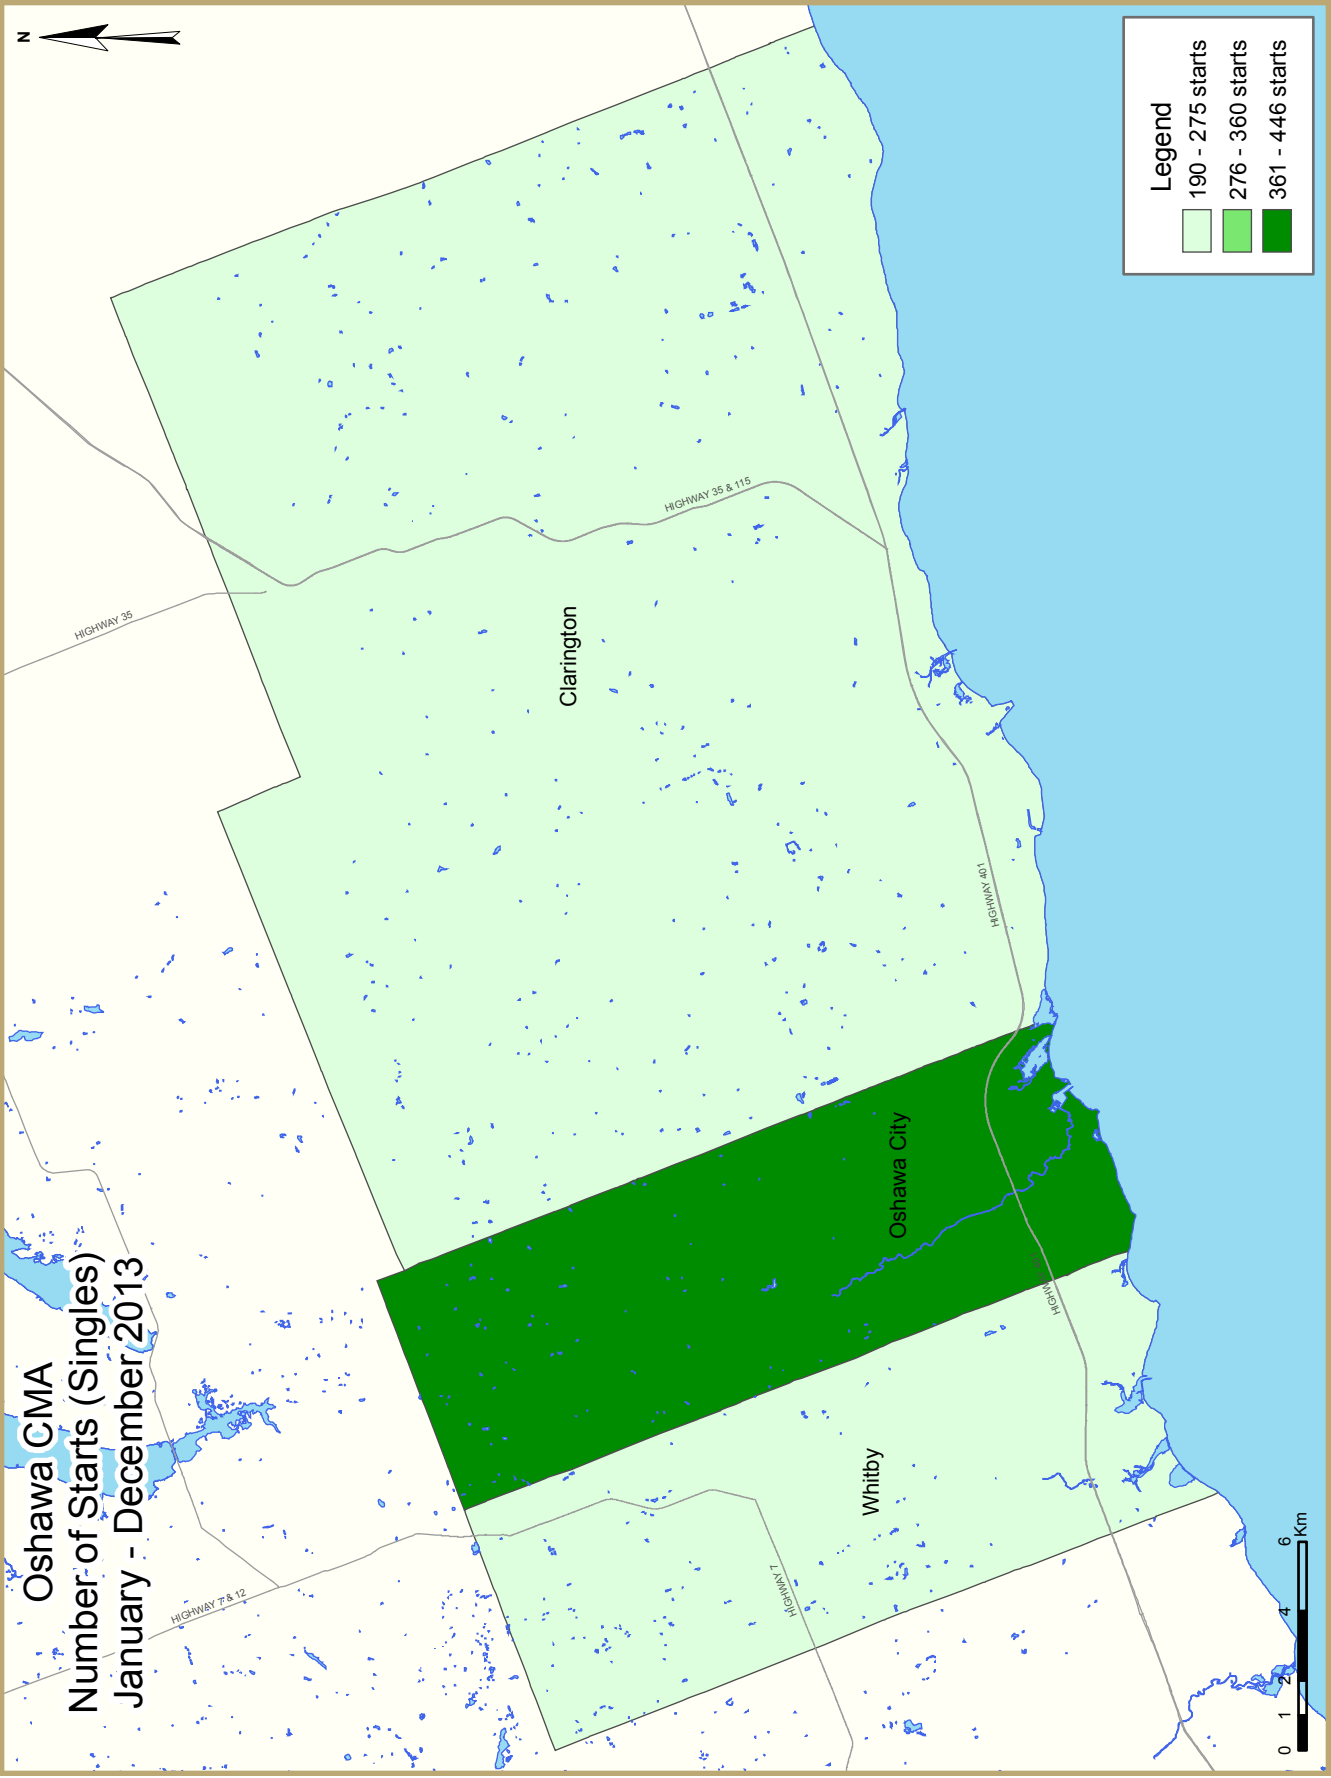 Oshawa CMA
Number of Starts (Singles)
January - December 2013
N
HIGHWAY 35
HIGHWAY 35 & 115
HIGHWAY 7 & 12
HIGHWAY 7
HIGHWAY 401
Clarington
Oshawa City
Whitby
Legend
190 - 275 starts
276 - 360 starts
361 - 446 starts
0 1 2 4 6
Km